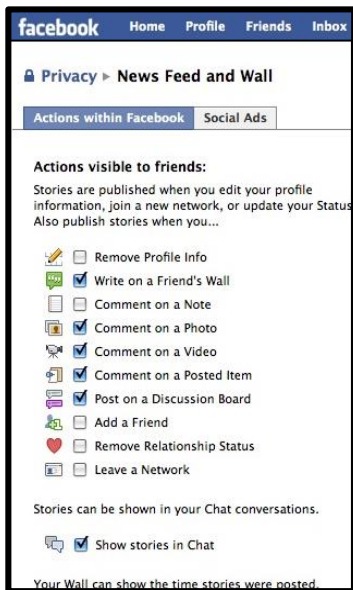 facebook Home Profile Friends Inbox
Privacy ▸ News Feed and Wall
Actions within Facebook Social Ads
Actions visible to friends:
Stories are published when you edit your profile
information, join a new network, or update your Status
Also publish stories when you...
Remove Profile Info
Write on a Friend's Wall
Comment on a Note
Comment on a Photo
Comment on a Video
Comment on a Posted Item
Post on a Discussion Board
Add a Friend
Remove Relationship Status
Leave a Network
Stories can be shown in your Chat conversations.
Show stories in Chat
Your Wall can show the time stories were posted.